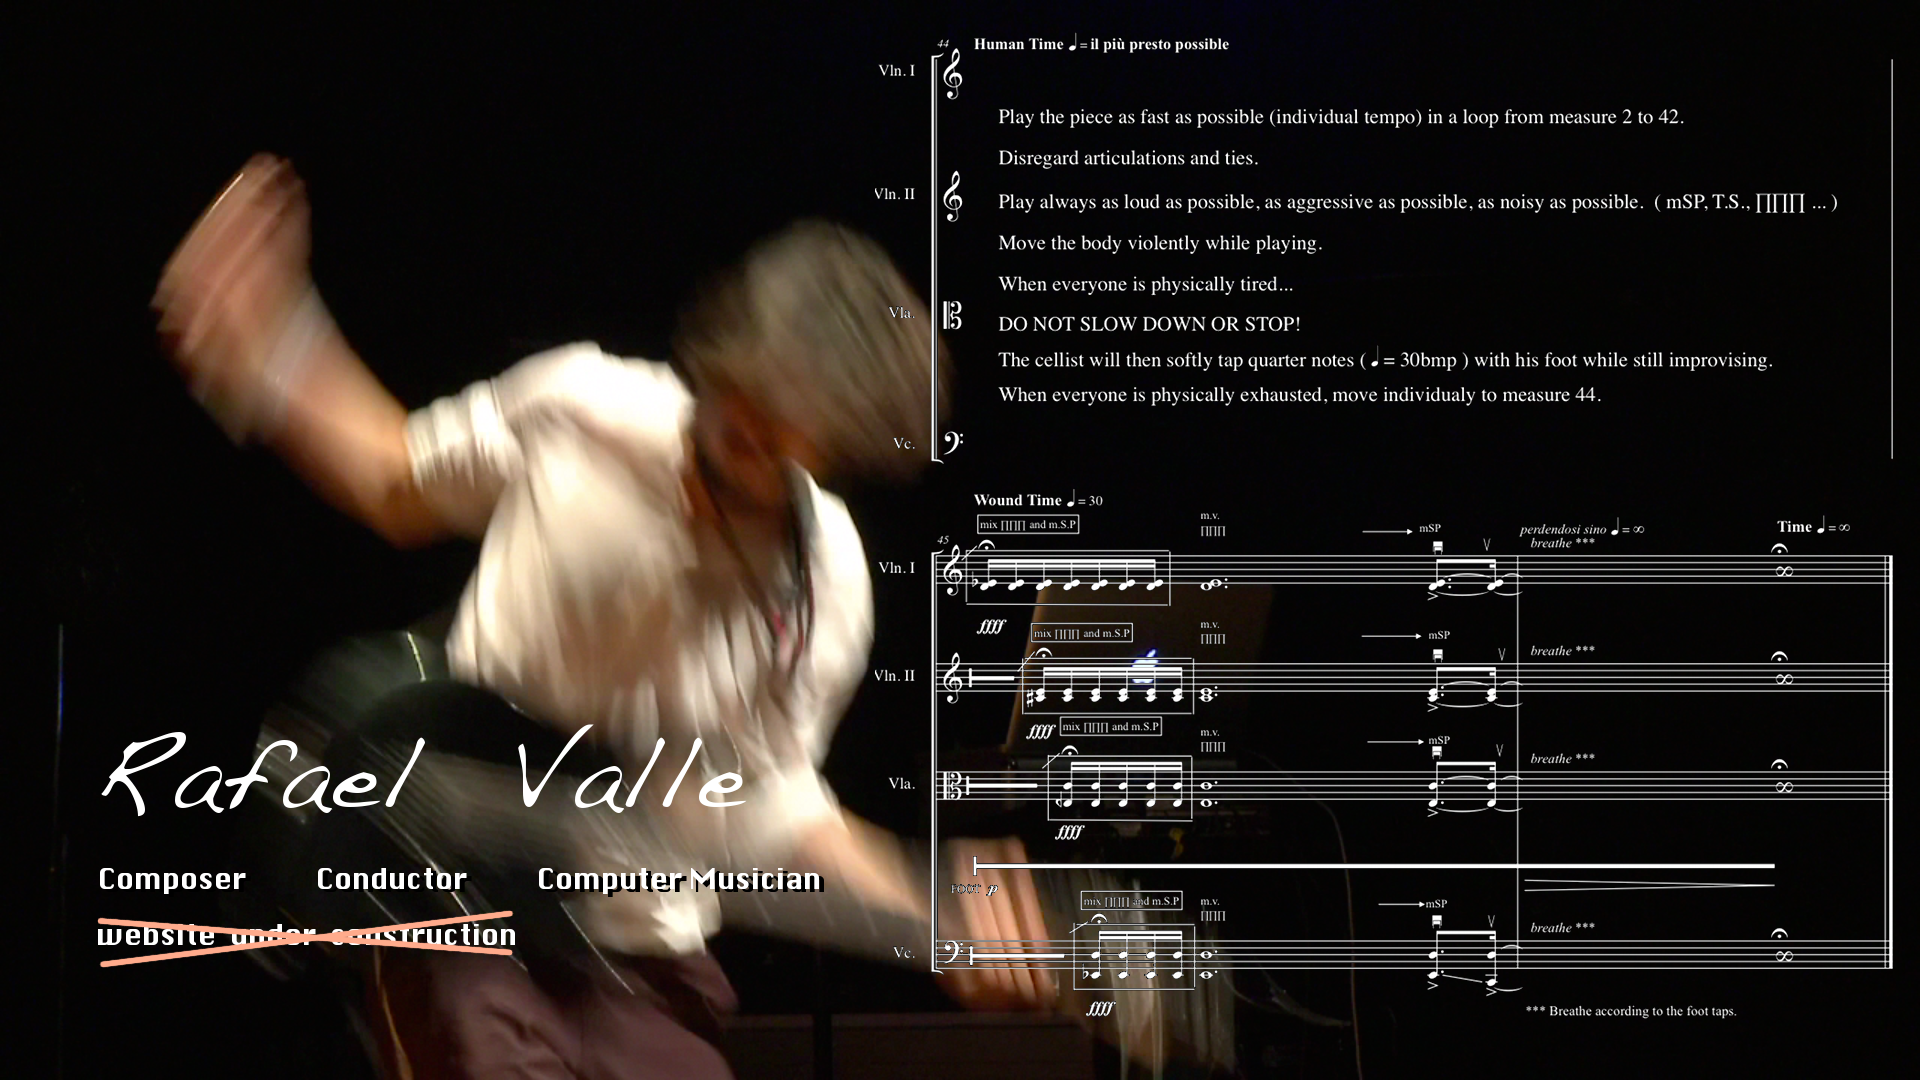 44 Human Time ♩ = il più presto possible
Vln. I
Play the piece as fast as possible (individual tempo) in a loop from measure 2 to 42.
Disregard articulations and ties.
Vln. II
Play always as loud as possible, as aggressive as possible, as noisy as possible. ( mSP, T.S., ∏∏∏ ... )
Move the body violently while playing.
When everyone is physically tired...
Vla.
DO NOT SLOW DOWN OR STOP!
The cellist will then softly tap quarter notes ( ♩ = 30bmp ) with his foot while still improvising.
When everyone is physically exhausted, move individualy to measure 44.
Vc.
Wound Time ♩ = 30
mix ∏∏∏ and m.S.P
m.v.
∏∏∏
mSP
perdendosi sino ♩ = ∞
Time ♩ = ∞
breathe ***
45
Vln. I
∞
ffff
mix ∏∏∏ and m.S.P
m.v.
∏∏∏
mSP
breathe ***
Vln. II
∞
ffff
mix ∏∏∏ and m.S.P
m.v.
∏∏∏
mSP
breathe ***
Vla.
∞
ffff
FOOT p
mix ∏∏∏ and m.S.P
m.v.
∏∏∏
mSP
breathe ***
Vc.
∞
ffff
*** Breathe according to the foot taps.
Rafael Valle
Composer Conductor Computer Musician
website under construction